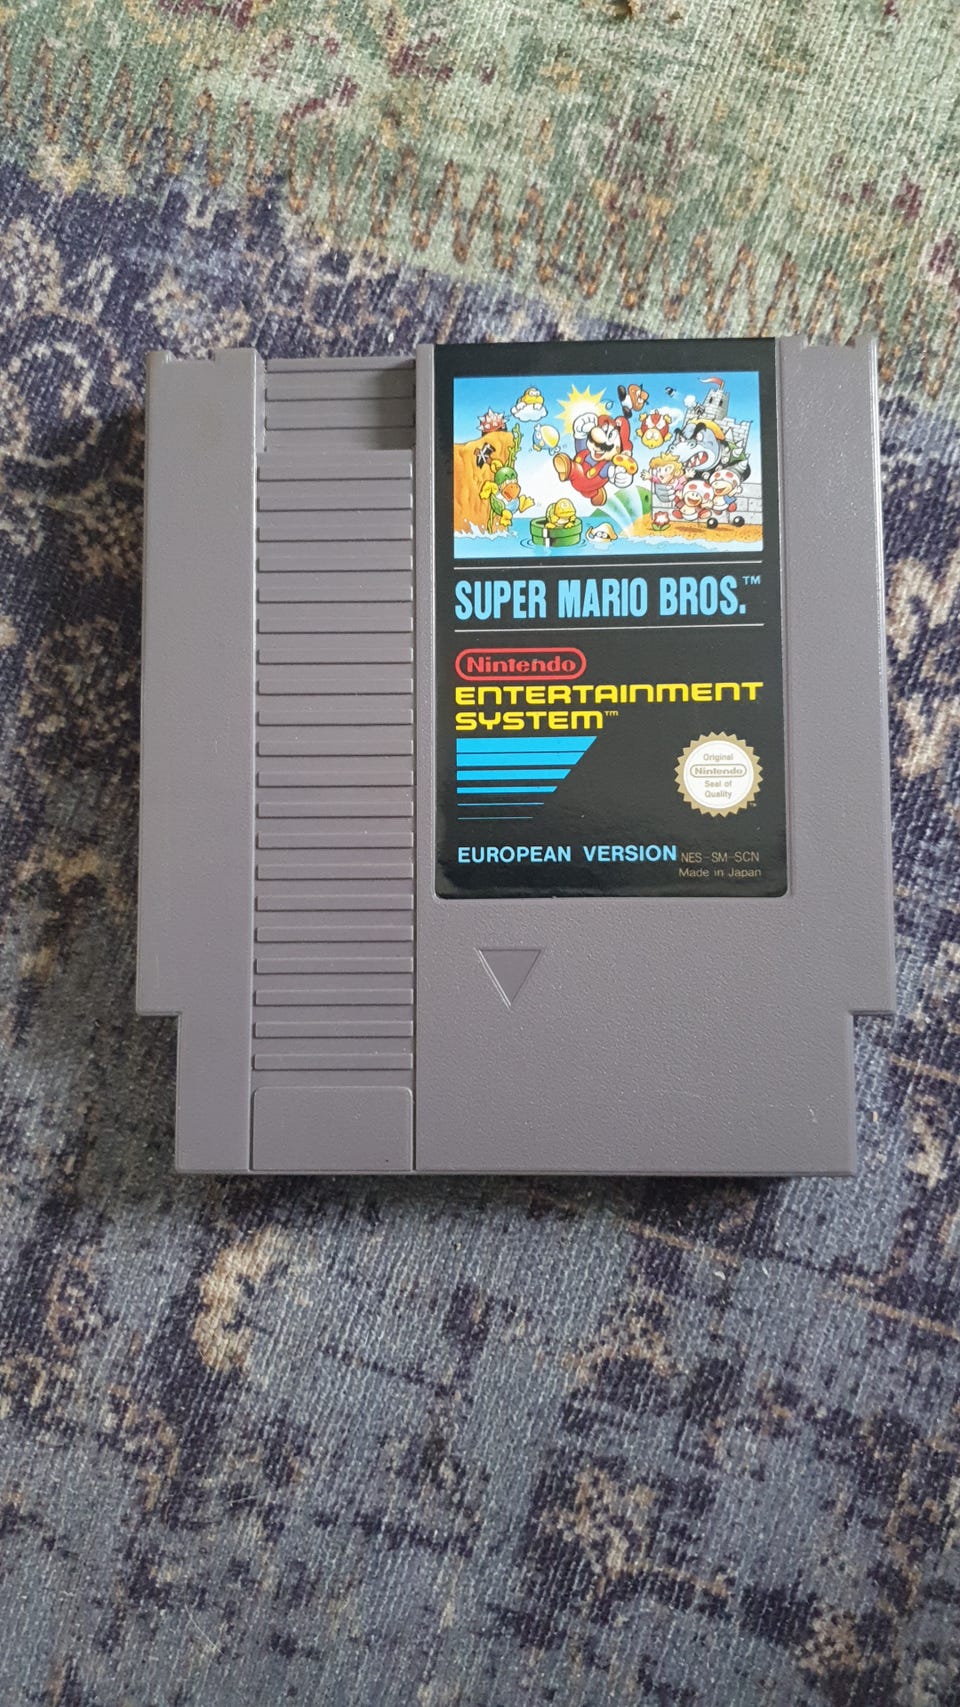 SUPER MARIO BROS.™
Nintendo
ENTERTAINMENT
SYSTEM™
Original
Nintendo
Seal of
Quality
EUROPEAN VERSION NES-SM-SCN
Made in Japan